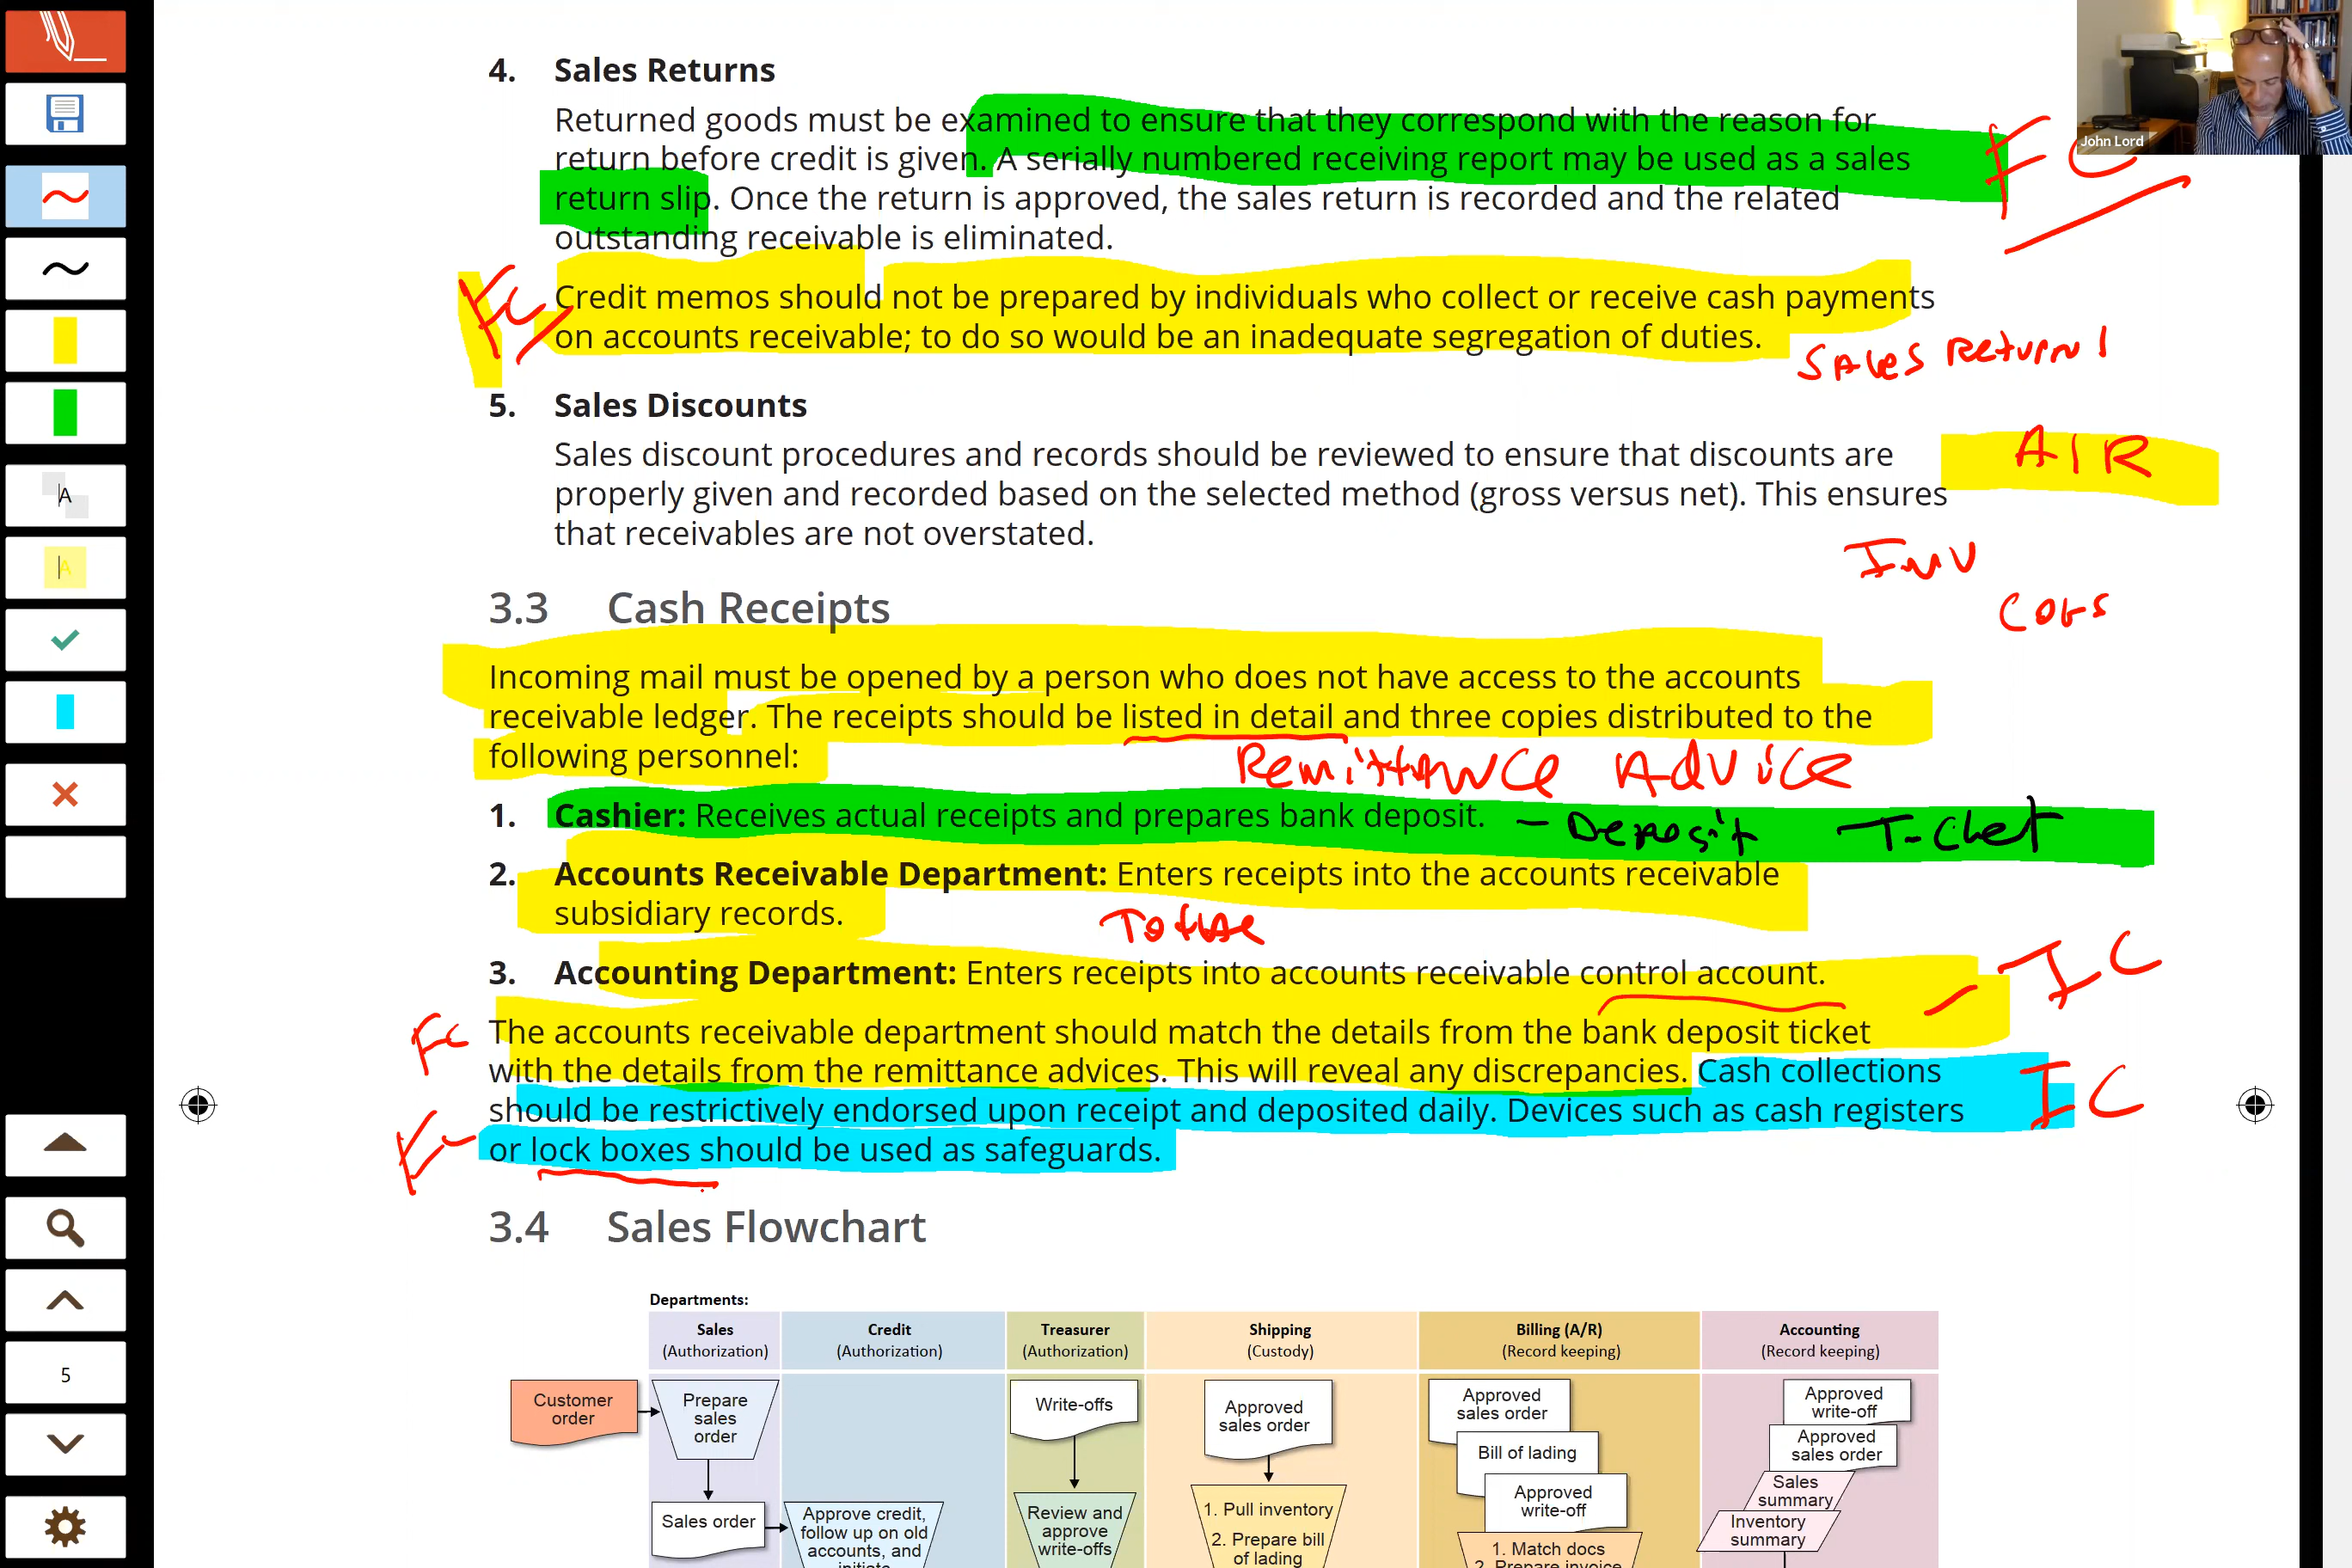 4. Sales Returns
Returned goods must be examined to ensure that they correspond with the reason for
return before credit is given. A serially numbered receiving report may be used as a sales
return slip. Once the return is approved, the sales return is recorded and the related
outstanding receivable is eliminated.
FC
John Lord
FC
Credit memos should not be prepared by individuals who collect or receive cash payments
on accounts receivable; to do so would be an inadequate segregation of duties.
Sales Return
5. Sales Discounts
A/R
Sales discount procedures and records should be reviewed to ensure that discounts are
properly given and recorded based on the selected method (gross versus net). This ensures
that receivables are not overstated.
Inv
COGS
3.3 Cash Receipts
Incoming mail must be opened by a person who does not have access to the accounts
receivable ledger. The receipts should be listed in detail and three copies distributed to the
following personnel:
Remittance Advice
1. Cashier: Receives actual receipts and prepares bank deposit. – Deposit
2. Accounts Receivable Department: Enters receipts into the accounts receivable
subsidiary records.
3. Accounting Department: Enters receipts into accounts receivable control account.
IC
FC
The accounts receivable department should match the details from the bank deposit ticket
with the details from the remittance advices. This will reveal any discrepancies. Cash collections
should be restrictively endorsed upon receipt and deposited daily. Devices such as cash registers
or lock boxes should be used as safeguards.
IC
FC
3.4 Sales Flowchart
Departments:
Sales
(Authorization)
Credit
(Authorization)
Treasurer
(Authorization)
Shipping
(Custody)
Billing (A/R)
(Record keeping)
Accounting
(Record keeping)
Customer
order
Prepare
sales
order
Write-offs
Approved
sales order
Approved
sales order
Bill of lading
Approved
write-off
Approved
write-off
Approved
sales order
Sales
summary
Inventory
summary
Sales order
Approve credit,
follow up on old
accounts, and
Review and
approve
write-offs
1. Pull inventory
2. Prepare bill
of lading
1. Match docs
2. Prepare invoice
A
A
5